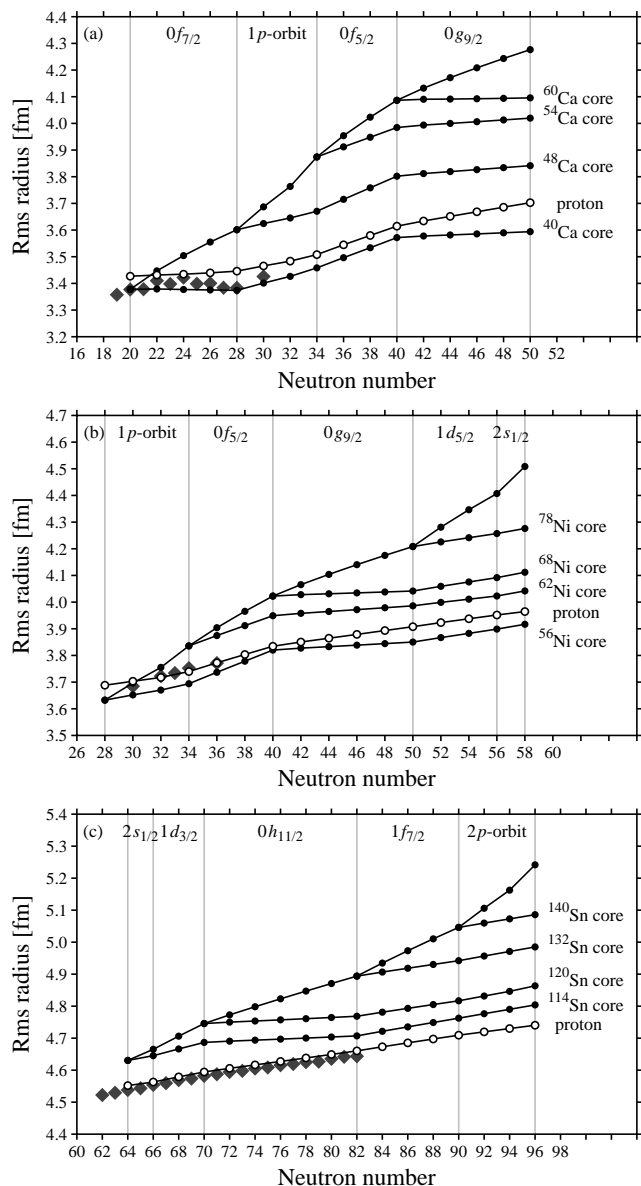 (a) 0f7/2 1p-orbit 0f5/2 0g9/2
Rms radius [fm]
4.4
4.3
4.2
4.1
4.0
3.9
3.8
3.7
3.6
3.5
3.4
3.3
3.2
60Ca core
54Ca core
48Ca core
proton
40Ca core
16 18 20 22 24 26 28 30 32 34 36 38 40 42 44 46 48 50 52
Neutron number
(b) 1p-orbit 0f5/2 0g9/2 1d5/2 2s1/2
Rms radius [fm]
4.7
4.6
4.5
4.4
4.3
4.2
4.1
4.0
3.9
3.8
3.7
3.6
3.5
78Ni core
68Ni core
62Ni core
proton
56Ni core
26 28 30 32 34 36 38 40 42 44 46 48 50 52 54 56 58 60
Neutron number
(c) 2s1/2 1d3/2 0h11/2 1f7/2 2p-orbit
Rms radius [fm]
5.4
5.3
5.2
5.1
5.0
4.9
4.8
4.7
4.6
4.5
4.4
140Sn core
132Sn core
120Sn core
114Sn core
proton
60 62 64 66 68 70 72 74 76 78 80 82 84 86 88 90 92 94 96 98
Neutron number